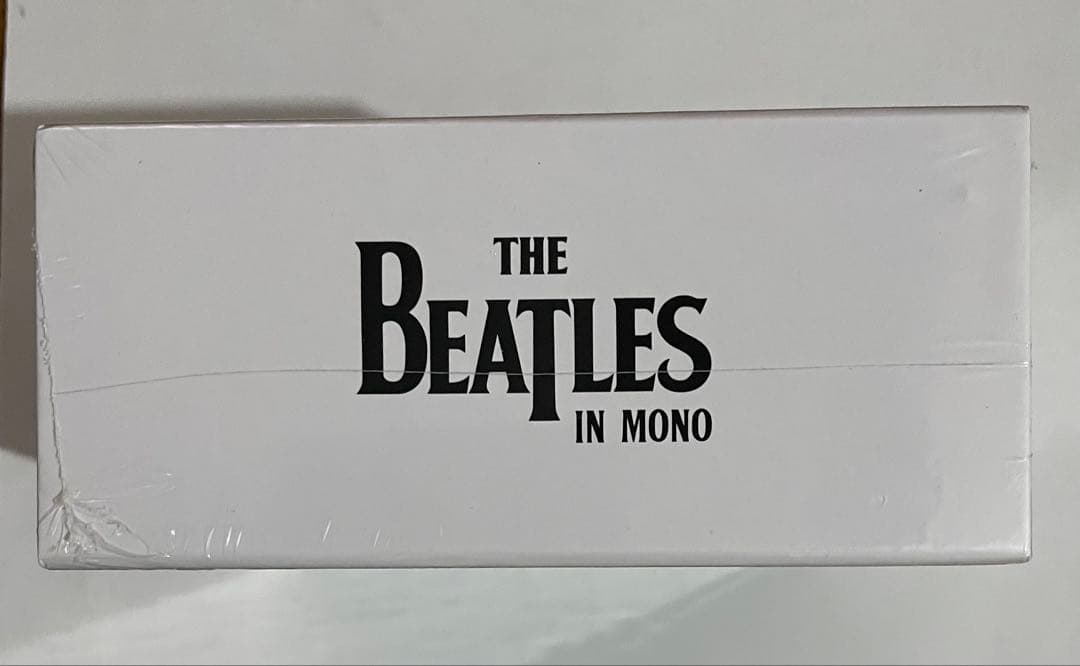 THE
BEATLES
IN MONO